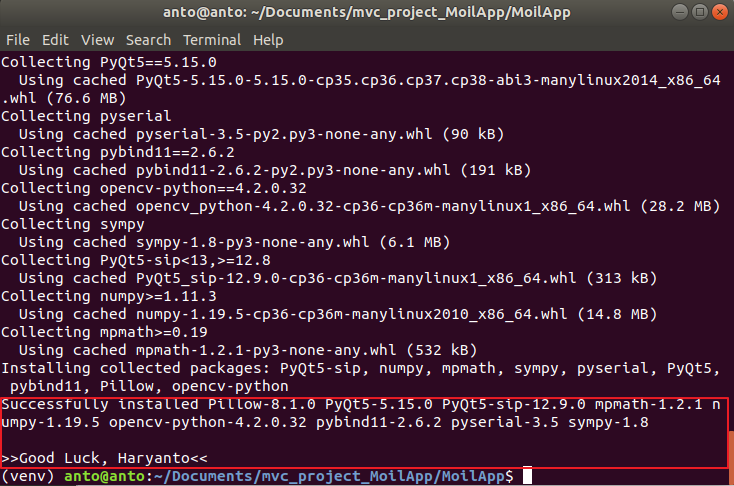 anto@anto: ~/Documents/mvc_project_MoilApp/MoilApp
File Edit View Search Terminal Help
Collecting PyQt5==5.15.0
  Using cached PyQt5-5.15.0-5.15.0-cp35.cp36.cp37.cp38-abi3-manylinux2014_x86_64
.whl (76.6 MB)
Collecting pyserial
  Using cached pyserial-3.5-py2.py3-none-any.whl (90 kB)
Collecting pybind11==2.6.2
  Using cached pybind11-2.6.2-py2.py3-none-any.whl (191 kB)
Collecting opencv-python==4.2.0.32
  Using cached opencv_python-4.2.0.32-cp36-cp36m-manylinux1_x86_64.whl (28.2 MB)
Collecting sympy
  Using cached sympy-1.8-py3-none-any.whl (6.1 MB)
Collecting PyQt5-sip<13,>=12.8
  Using cached PyQt5_sip-12.9.0-cp36-cp36m-manylinux1_x86_64.whl (313 kB)
Collecting numpy>=1.11.3
  Using cached numpy-1.19.5-cp36-cp36m-manylinux2010_x86_64.whl (14.8 MB)
Collecting mpmath>=0.19
  Using cached mpmath-1.2.1-py3-none-any.whl (532 kB)
Installing collected packages: PyQt5-sip, numpy, mpmath, sympy, pyserial, PyQt5,
 pybind11, Pillow, opencv-python
Successfully installed Pillow-8.1.0 PyQt5-5.15.0 PyQt5-sip-12.9.0 mpmath-1.2.1 n
umpy-1.19.5 opencv-python-4.2.0.32 pybind11-2.6.2 pyserial-3.5 sympy-1.8
>>Good Luck, Haryanto<<
(venv) anto@anto:~/Documents/mvc_project_MoilApp/MoilApp$